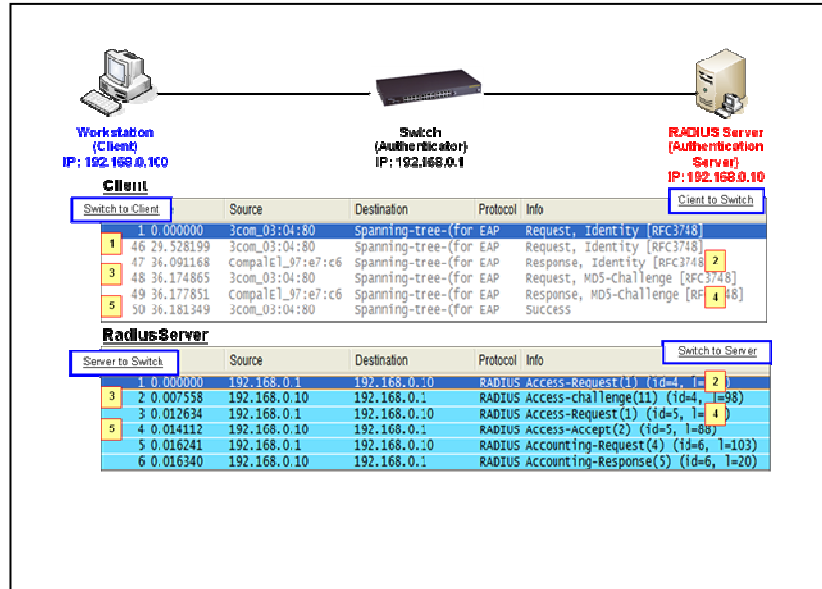 Workstation
(Client)
IP: 192.168.0.100
Switch
(Authenticator)
IP: 192.168.0.1
RADIUS Server
(Authentication
Server)
IP: 192.168.0.10
Client
Switch to Client
Client to Switch
Source Destination Protocol Info
1 0.000000 3com_03:04:80 Spanning-tree-(for EAP Request, Identity [RFC3748]
1 46 29.528199 3com_03:04:80 Spanning-tree-(for EAP Request, Identity [RFC3748]
47 36.091168 CompalEl_97:e7:c6 Spanning-tree-(for EAP Response, Identity [RFC3748 2
3 48 36.174865 3com_03:04:80 Spanning-tree-(for EAP Request, MD5-Challenge [RFC3748]
49 36.177851 CompalEl_97:e7:c6 Spanning-tree-(for EAP Response, MD5-Challenge [RF 4 48]
5 50 36.181349 3com_03:04:80 Spanning-tree-(for EAP Success
RadiusServer
Server to Switch
Switch to Server
Source Destination Protocol Info
1 0.000000 192.168.0.1 192.168.0.10 RADIUS Access-Request(1) (id=4, l= 2 )
3 2 0.007558 192.168.0.10 192.168.0.1 RADIUS Access-challenge(11) (id=4, l=98)
3 0.012634 192.168.0.1 192.168.0.10 RADIUS Access-Request(1) (id=5, l= 4 )
5 4 0.014112 192.168.0.10 192.168.0.1 RADIUS Access-Accept(2) (id=5, l=88)
5 0.016241 192.168.0.1 192.168.0.10 RADIUS Accounting-Request(4) (id=6, l=103)
6 0.016340 192.168.0.10 192.168.0.1 RADIUS Accounting-Response(5) (id=6, l=20)